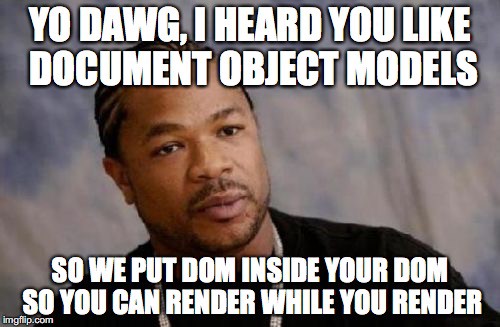 YO DAWG, I HEARD YOU LIKE
DOCUMENT OBJECT MODELS
SO WE PUT DOM INSIDE YOUR DOM
SO YOU CAN RENDER WHILE YOU RENDER
imgflip.com